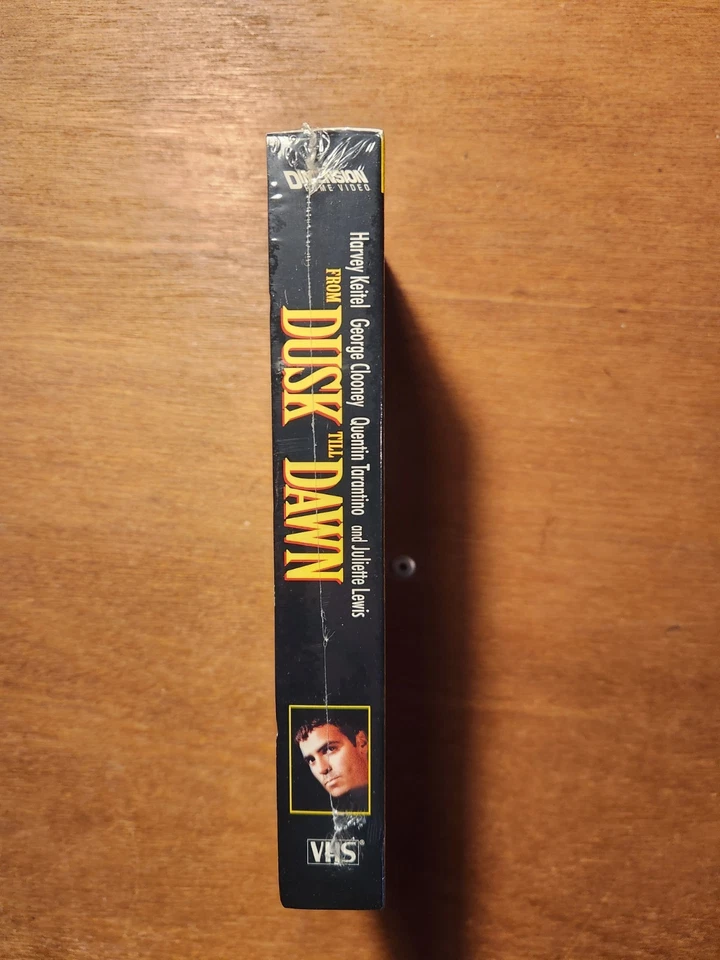 DIMENSION
HOME VIDEO
Harvey Keitel George Clooney Quentin Tarantino and Juliette Lewis
FROM DUSK TILL DAWN
VHS®